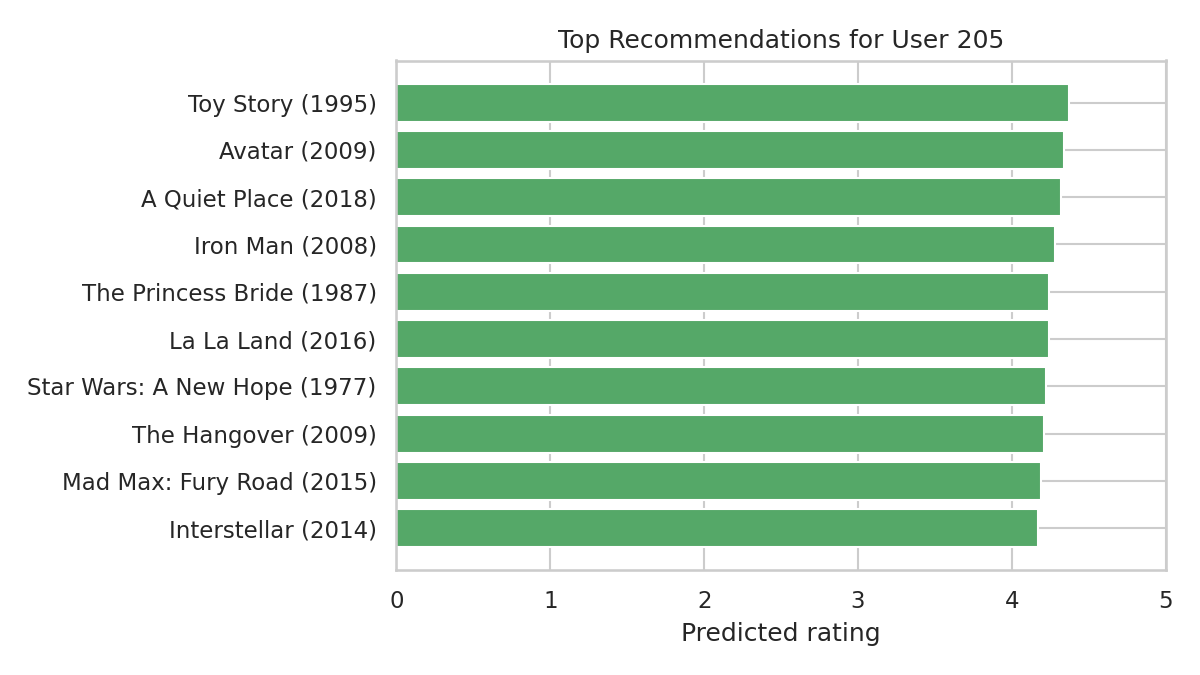 Top Recommendations for User 205
Toy Story (1995)
Avatar (2009)
A Quiet Place (2018)
Iron Man (2008)
The Princess Bride (1987)
La La Land (2016)
Star Wars: A New Hope (1977)
The Hangover (2009)
Mad Max: Fury Road (2015)
Interstellar (2014)
0 1 2 3 4 5
Predicted rating